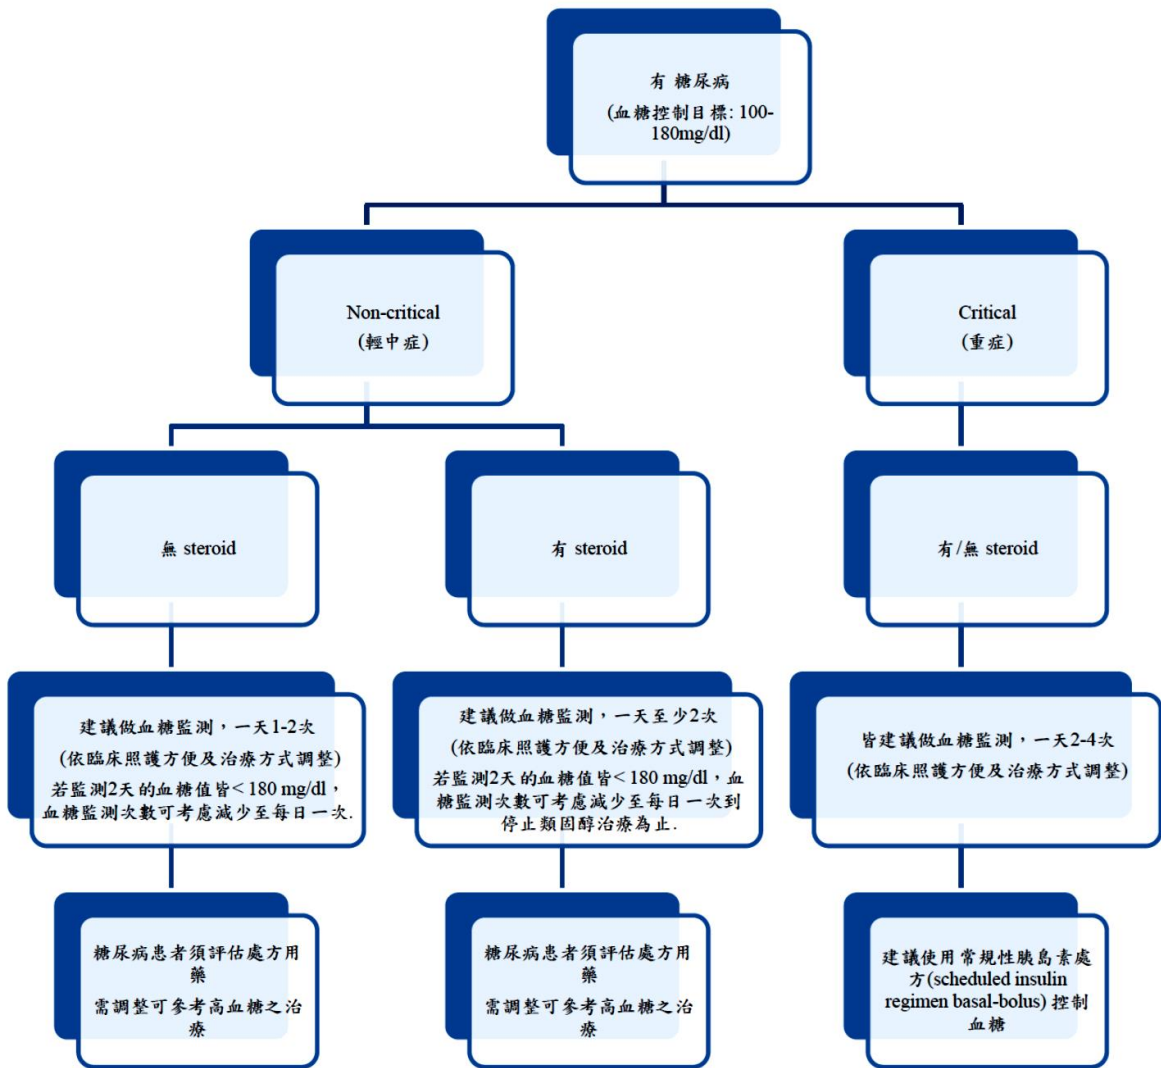 有 糖尿病
(血糖控制目標: 100-
180mg/dl)
Non-critical
(輕中症)
Critical
(重症)
無 steroid
有 steroid
有/無 steroid
建議做血糖監測，一天1-2次
(依臨床照護方便及治療方式調整)
若監測2天的血糖值皆< 180 mg/dl，
血糖監測次數可考慮減少至每日一次.
建議做血糖監測，一天至少2次
(依臨床照護方便及治療方式調整)
若監測2天的血糖值皆< 180 mg/dl，血
糖監測次數可考慮減少至每日一次到
停止類固醇治療為止.
皆建議做血糖監測，一天2-4次
(依臨床照護方便及治療方式調整)
糖尿病患者須評估處方用
藥
需調整可參考高血糖之治
療
糖尿病患者須評估處方用
藥
需調整可參考高血糖之治
療
建議使用常規性胰島素處
方(scheduled insulin
regimen basal-bolus) 控制
血糖